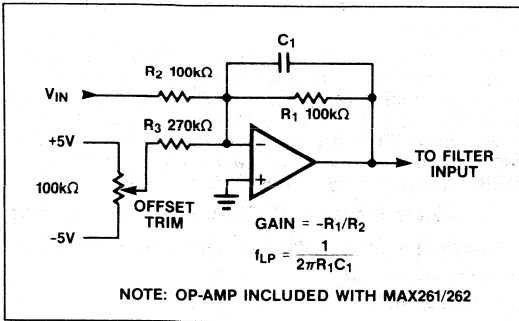 C1
R2 100kΩ
VIN
R1 100kΩ
R3 270kΩ
+5V
−
+
100kΩ
OFFSET
TRIM
−5V
TO FILTER
INPUT
GAIN = -R1/R2
fLP = 1 / 2πR1C1
NOTE: OP-AMP INCLUDED WITH MAX261/262